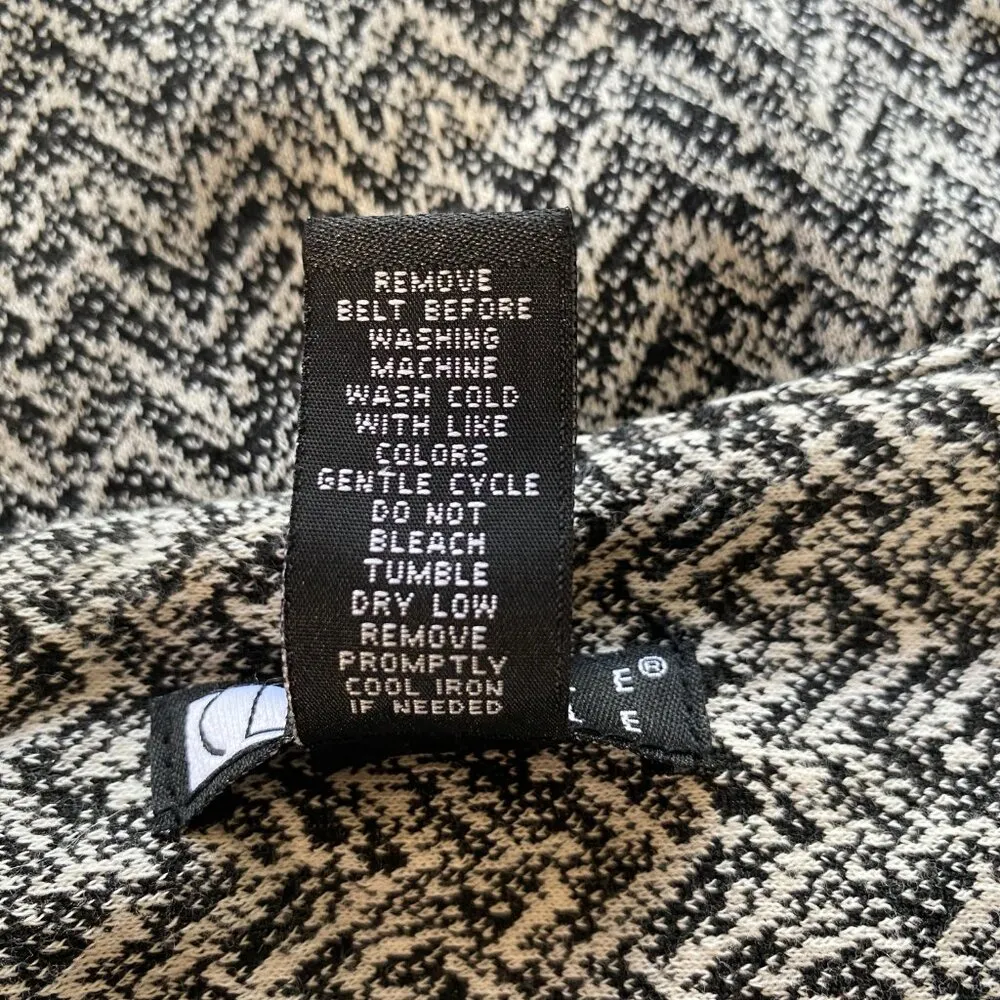 REMOVE
BELT BEFORE
WASHING
MACHINE
WASH COLD
WITH LIKE
COLORS
GENTLE CYCLE
DO NOT
BLEACH
TUMBLE
DRY LOW
REMOVE
PROMPTLY
COOL IRON
IF NEEDED
E®
E